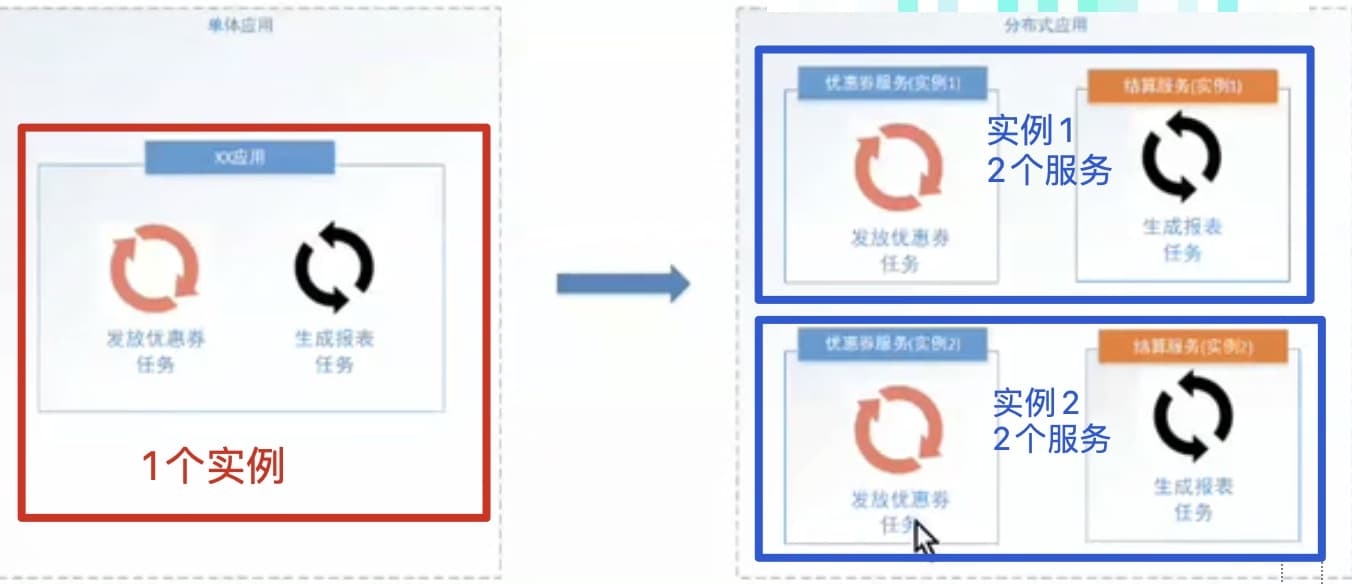 单体应用
XX应用
发放优惠券
任务
生成报表
任务
1个实例
分布式应用
优惠券服务(实例1)
结算服务(实例1)
实例1
2个服务
发放优惠券
任务
生成报表
任务
优惠券服务(实例2)
结算服务(实例2)
实例2
2个服务
发放优惠券
任务
生成报表
任务